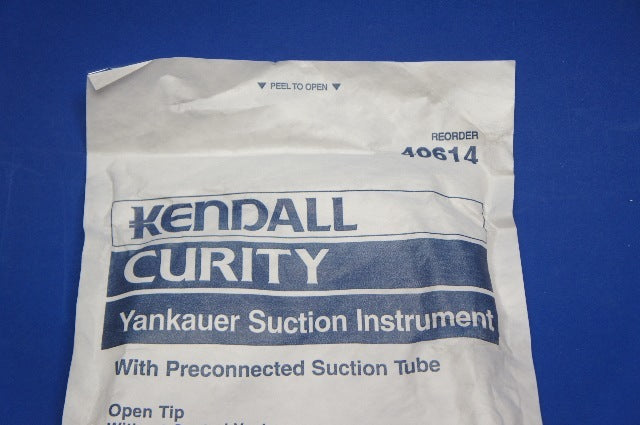 ▼ PEEL TO OPEN ▼
REORDER
40614
KENDALL
CURITY
Yankauer Suction Instrument
With Preconnected Suction Tube
Open Tip